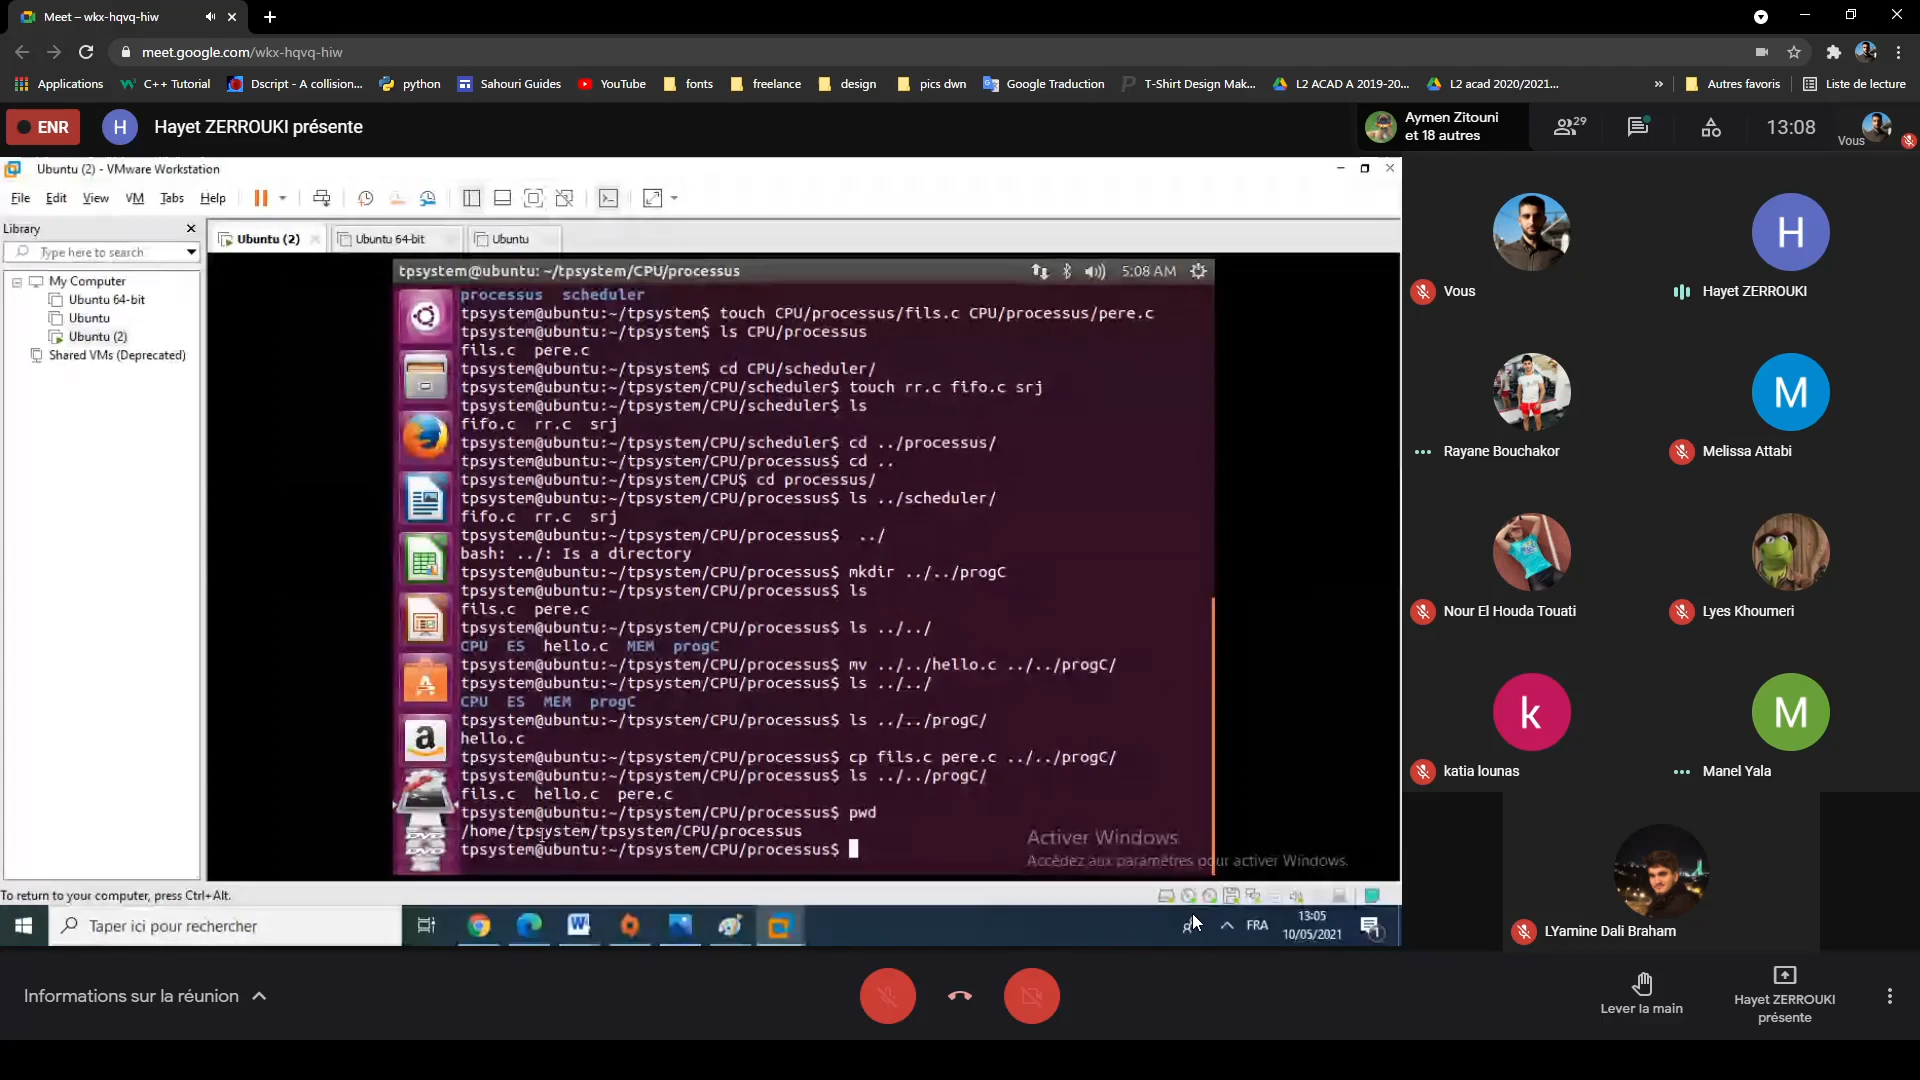 Meet – wkx-hqvq-hiw
meet.google.com/wkx-hqvq-hiw
Applications C++ Tutorial Dscript - A collision... python Sahouri Guides YouTube fonts freelance design pics dwn Google Traduction T-Shirt Design Mak... L2 ACAD A 2019-20... L2 acad 2020/2021... » Autres favoris Liste de lecture
ENR H Hayet ZERROUKI présente
Aymen Zitouni
et 18 autres
29
13:08
Vous
Ubuntu (2) - VMware Workstation
File Edit View VM Tabs Help
Library
Type here to search
My Computer
Ubuntu 64-bit
Ubuntu
Ubuntu (2)
Shared VMs (Deprecated)
Ubuntu (2) Ubuntu 64-bit Ubuntu
tpsystem@ubuntu: ~/tpsystem/CPU/processus 5:08 AM
processus scheduler
tpsystem@ubuntu:~/tpsystem$ touch CPU/processus/fils.c CPU/processus/pere.c
tpsystem@ubuntu:~/tpsystem$ ls CPU/processus
fils.c pere.c
tpsystem@ubuntu:~/tpsystem$ cd CPU/scheduler/
tpsystem@ubuntu:~/tpsystem/CPU/scheduler$ touch rr.c fifo.c srj
tpsystem@ubuntu:~/tpsystem/CPU/scheduler$ ls
fifo.c rr.c srj
tpsystem@ubuntu:~/tpsystem/CPU/scheduler$ cd ../processus/
tpsystem@ubuntu:~/tpsystem/CPU/processus$ cd ..
tpsystem@ubuntu:~/tpsystem/CPU$ cd processus/
tpsystem@ubuntu:~/tpsystem/CPU/processus$ ls ../scheduler/
fifo.c rr.c srj
tpsystem@ubuntu:~/tpsystem/CPU/processus$ ../
bash: ../: Is a directory
tpsystem@ubuntu:~/tpsystem/CPU/processus$ mkdir ../../progC
tpsystem@ubuntu:~/tpsystem/CPU/processus$ ls
fils.c pere.c
tpsystem@ubuntu:~/tpsystem/CPU/processus$ ls ../../
CPU ES hello.c MEM progC
tpsystem@ubuntu:~/tpsystem/CPU/processus$ mv ../../hello.c ../../progC/
tpsystem@ubuntu:~/tpsystem/CPU/processus$ ls ../../
CPU ES MEM progC
tpsystem@ubuntu:~/tpsystem/CPU/processus$ ls ../../progC/
hello.c
tpsystem@ubuntu:~/tpsystem/CPU/processus$ cp fils.c pere.c ../../progC/
tpsystem@ubuntu:~/tpsystem/CPU/processus$ ls ../../progC/
fils.c hello.c pere.c
tpsystem@ubuntu:~/tpsystem/CPU/processus$ pwd
/home/tpsystem/tpsystem/CPU/processus
tpsystem@ubuntu:~/tpsystem/CPU/processus$
Activer Windows
Accédez aux paramètres pour activer Windows.
To return to your computer, press Ctrl+Alt.
Taper ici pour rechercher
FRA
13:05
10/05/2021
1
Vous
H
Hayet ZERROUKI
Rayane Bouchakor
M
Melissa Attabi
Nour El Houda Touati
Lyes Khoumeri
k
katia lounas
M
Manel Yala
LYamine Dali Braham
Informations sur la réunion
Lever la main
Hayet ZERROUKI
présente